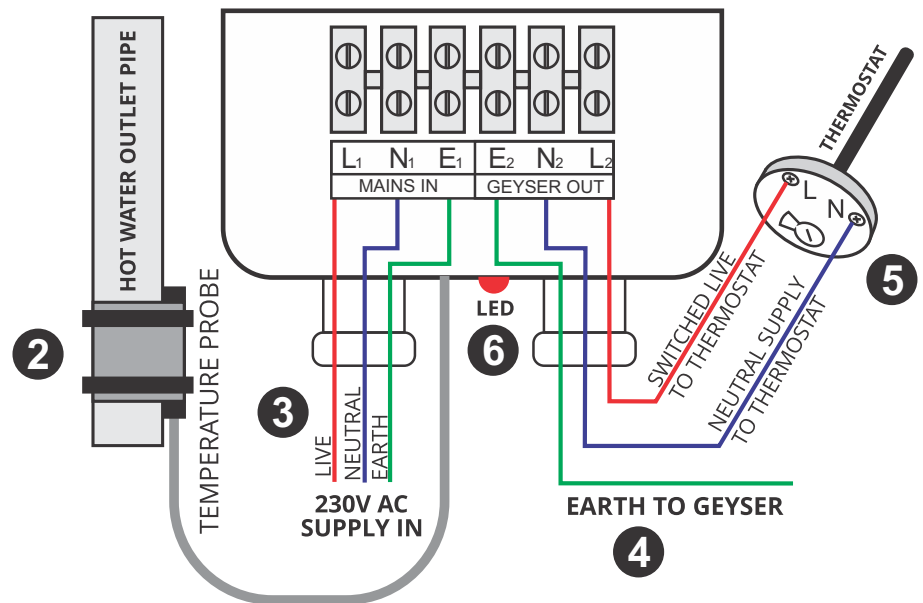 HOT WATER OUTLET PIPE
TEMPERATURE PROBE
2
L1 N1 E1 E2 N2 L2
MAINS IN GEYSER OUT
LED
6
3
LIVE
NEUTRAL
EARTH
230V AC
SUPPLY IN
EARTH TO GEYSER
4
THERMOSTAT
L
N
5
SWITCHED LIVE
TO THERMOSTAT
NEUTRAL SUPPLY
TO THERMOSTAT